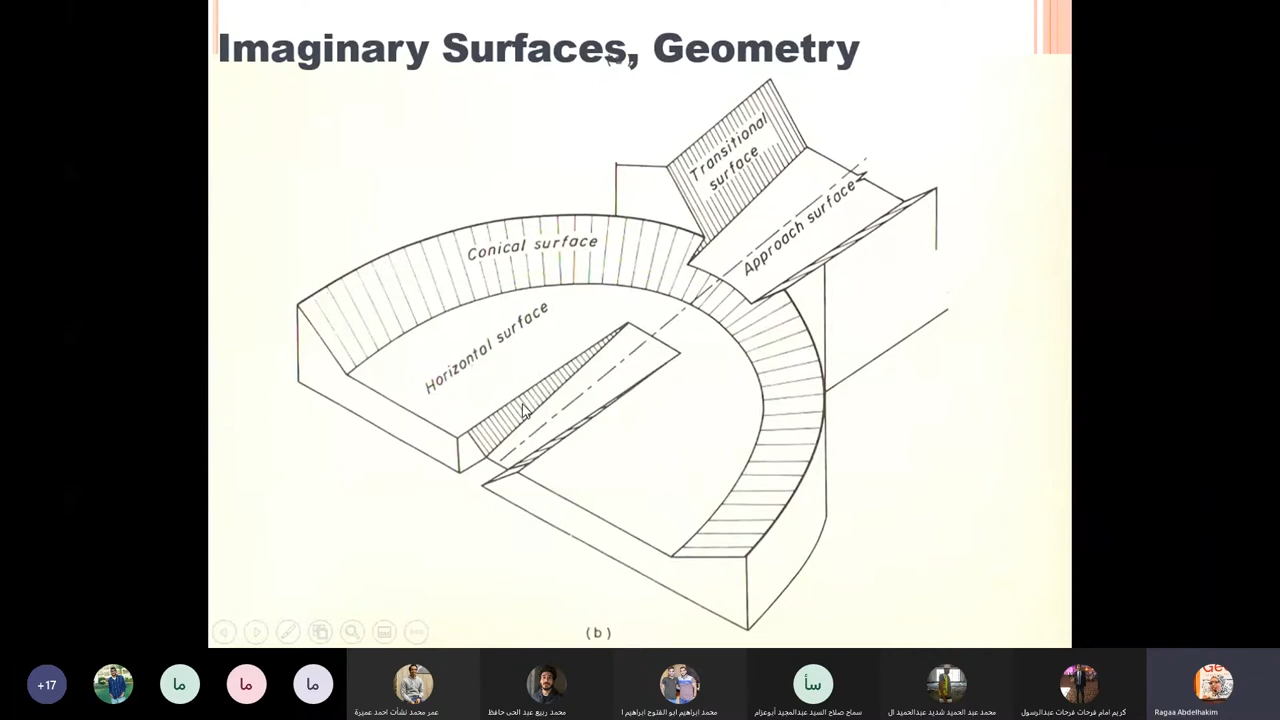 Imaginary Surfaces, Geometry
Transitional
surface
Approach surface
Conical surface
Horizontal surface
(b)
+17
ما
ما
ما
سأ
عمر محمد نشأت احمد عميرة
محمد ربيع عبد الحى حافظ
محمد ابراهيم ابو الفتوح ابراهيم ا
سماح صلاح السيد عبدالمجيد أبوعزام
محمد عبد الحميد شديد عبدالحميد ال
كريم امام فرحات فرحات عبدالرسول
Ragaa Abdelhakim